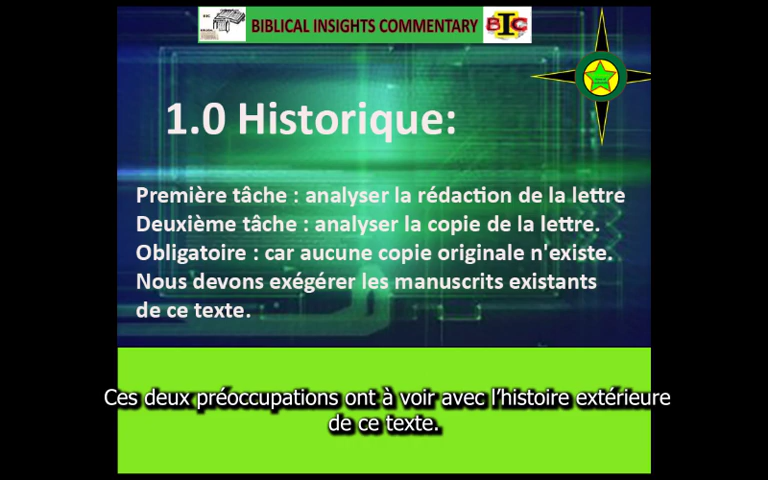 BIBLICAL INSIGHTS COMMENTARY
BIC
1.0 Historique:
Première tâche : analyser la rédaction de la lettre
Deuxième tâche : analyser la copie de la lettre.
Obligatoire : car aucune copie originale n'existe.
Nous devons exégérer les manuscrits existants
de ce texte.
Ces deux préoccupations ont à voir avec l’histoire extérieure
de ce texte.